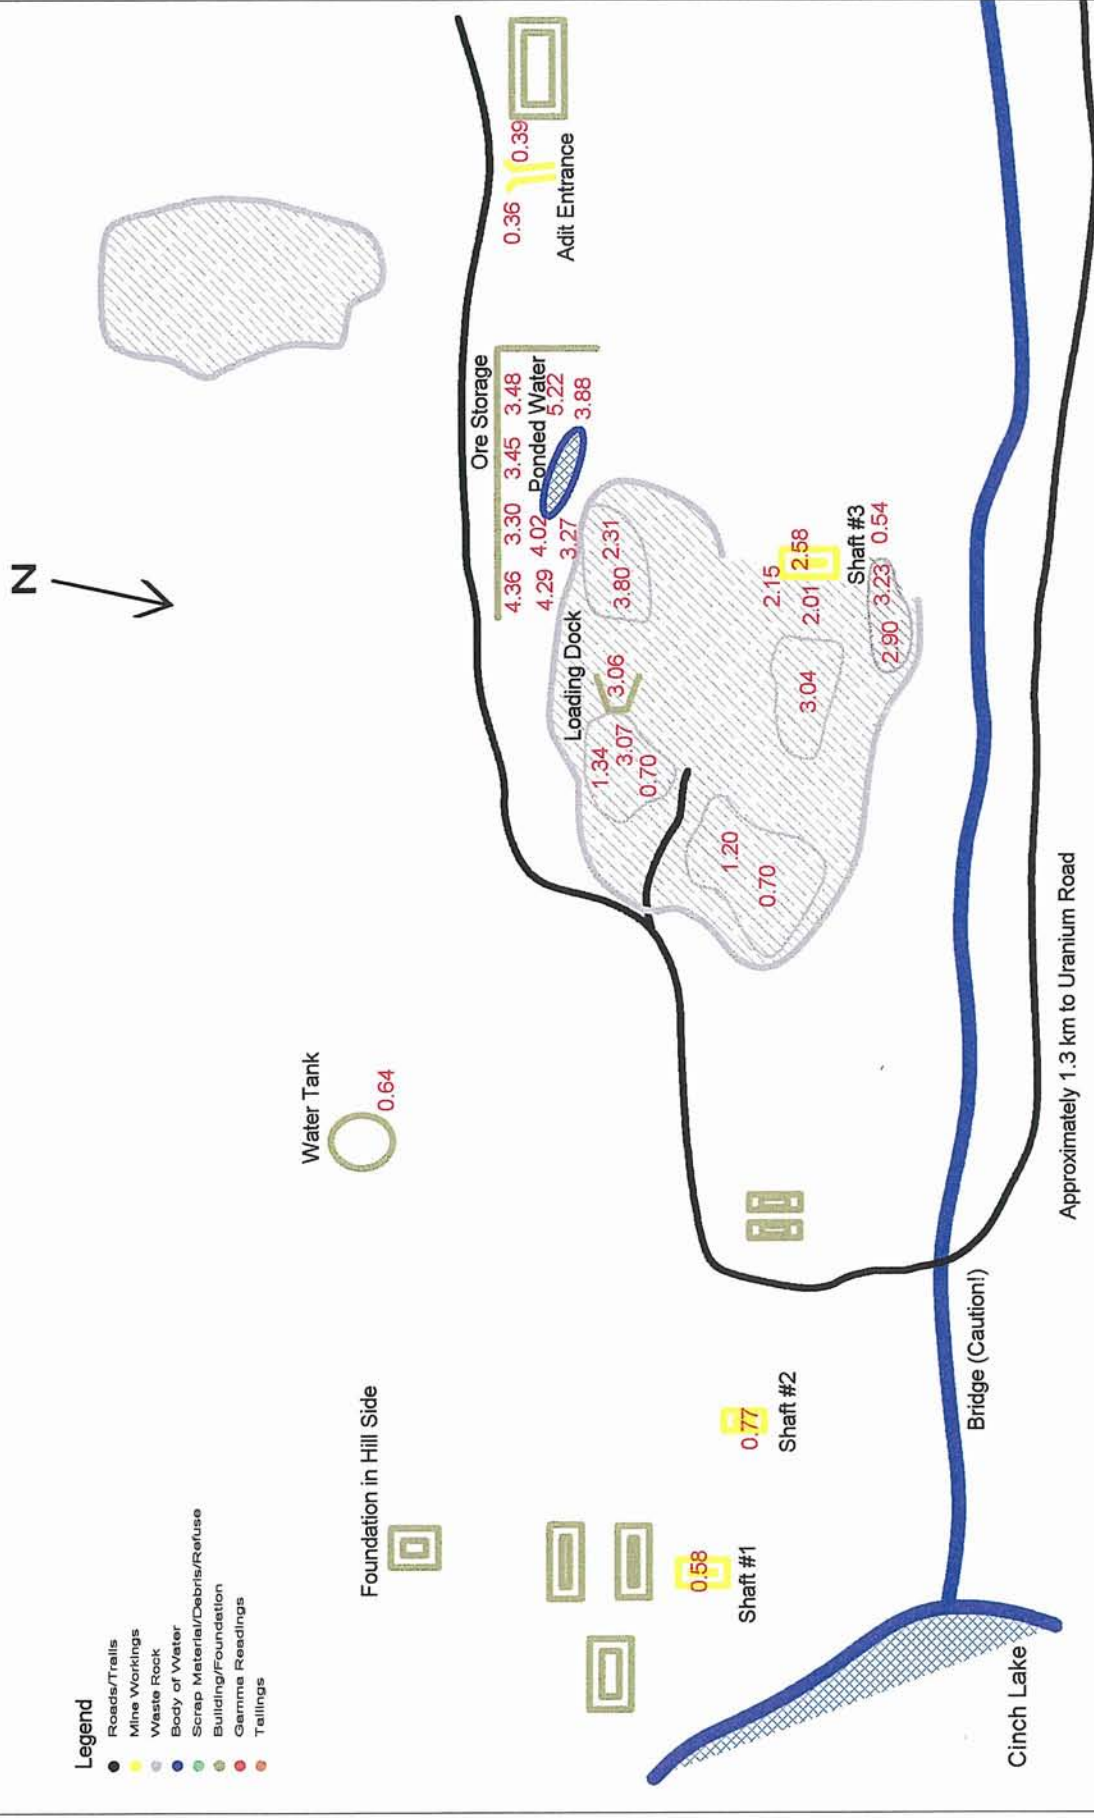 N
Legend
Roads/Trails
Mine Workings
Waste Rock
Body of Water
Scrap Material/Debris/Refuse
Building/Foundation
Gamma Readings
Tailings
Foundation in Hill Side
Water Tank
0.64
Ore Storage
4.36 3.30 3.45 3.48
Ponded Water
4.29 4.02 5.22
3.27 3.88
0.36 0.39
Adit Entrance
Loading Dock
1.34
3.07 3.06
0.70
3.80 2.31
1.20
0.70
3.04
2.15
2.01 2.58
Shaft #3
2.90 3.23 0.54
0.58
Shaft #1
0.77
Shaft #2
Bridge (Caution!)
Cinch Lake
Approximately 1.3 km to Uranium Road